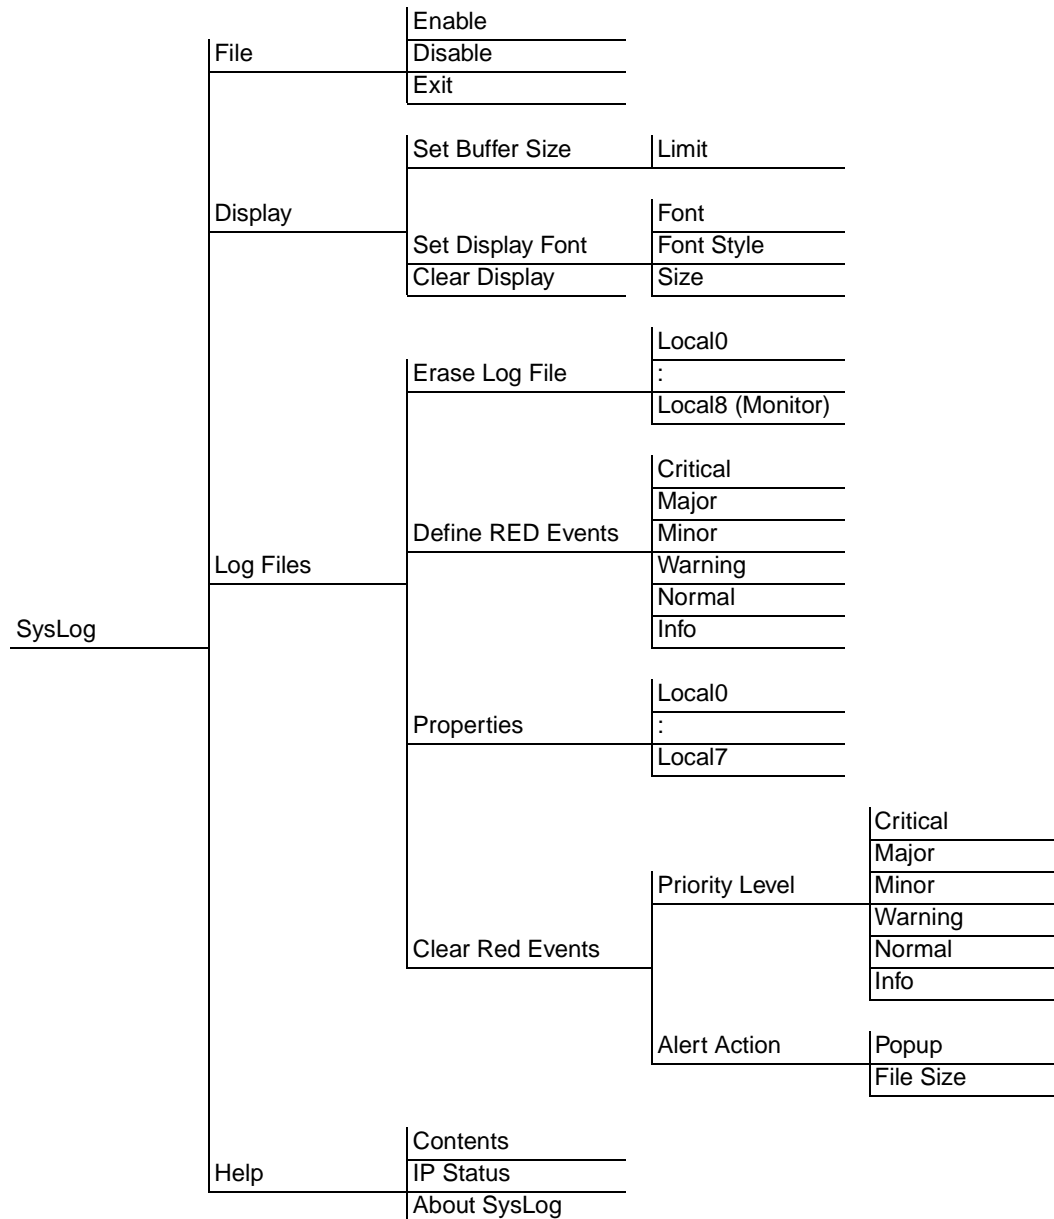 SysLog
File
Enable
Disable
Exit
Display
Set Buffer Size
Limit
Set Display Font
Font
Font Style
Size
Clear Display
Log Files
Erase Log File
Local0
:
Local8 (Monitor)
Define RED Events
Critical
Major
Minor
Warning
Normal
Info
Properties
Local0
:
Local7
Clear Red Events
Priority Level
Critical
Major
Minor
Warning
Normal
Info
Alert Action
Popup
File Size
Help
Contents
IP Status
About SysLog